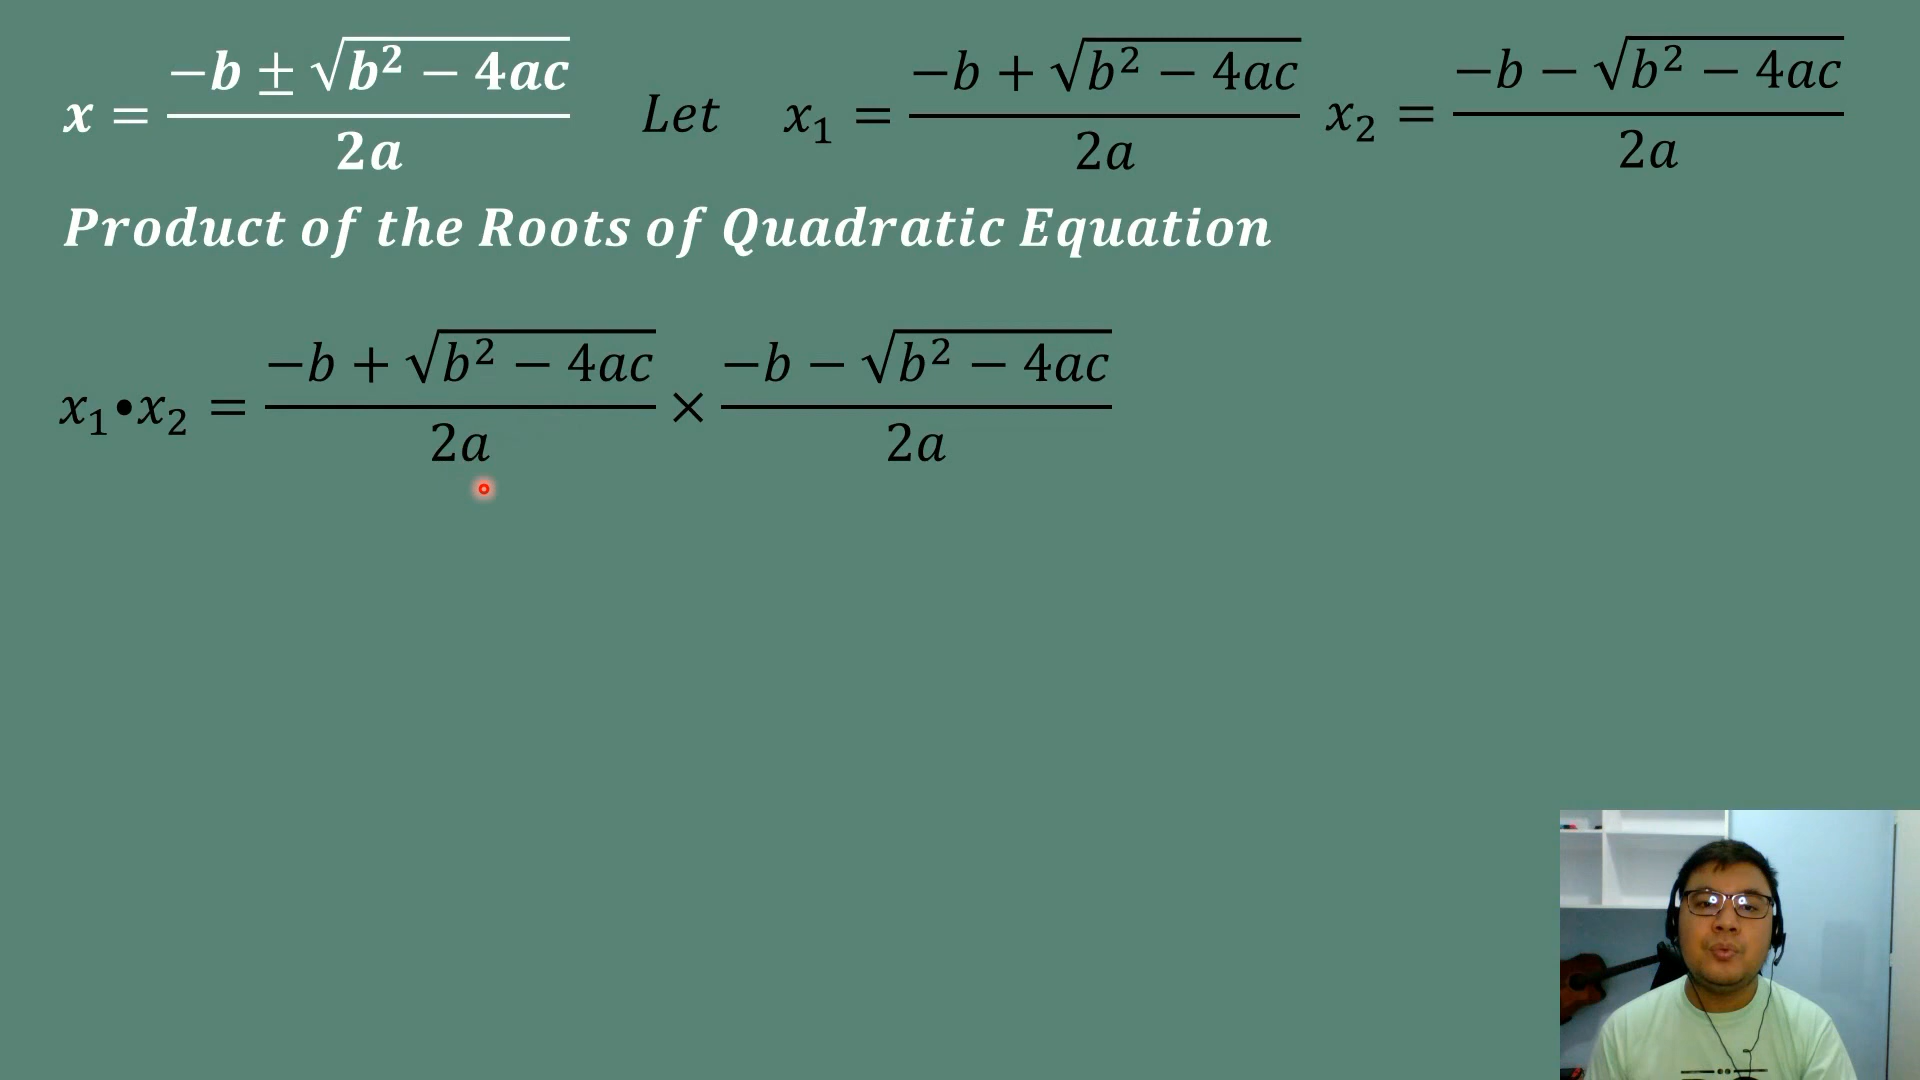 x = −b ± √b² − 4ac / 2a Let x₁ = −b + √b² − 4ac / 2a x₂ = −b − √b² − 4ac / 2a
Product of the Roots of Quadratic Equation
x₁•x₂ = −b + √b² − 4ac / 2a × −b − √b² − 4ac / 2a